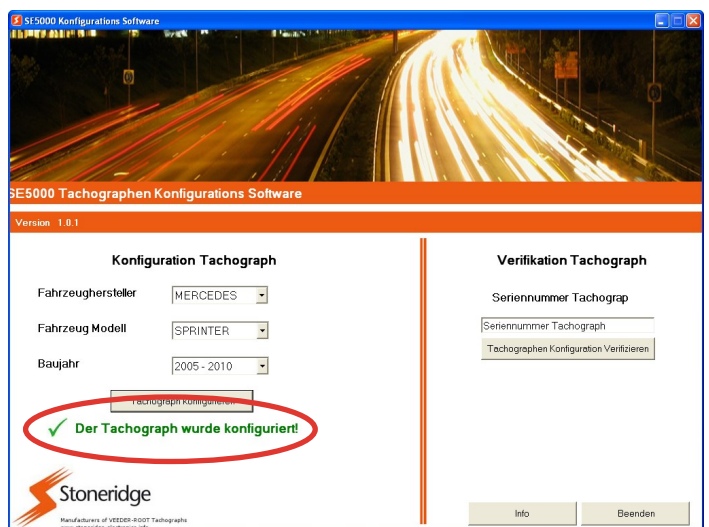 SE5000 Konfigurations Software
SE5000 Tachographen Konfigurations Software
Version 1.0.1
Konfiguration Tachograph
Fahrzeughersteller
MERCEDES
Fahrzeug Modell
SPRINTER
Baujahr
2005 - 2010
Tachograph konfigurieren
Der Tachograph wurde konfiguriert!
Stoneridge
Manufacturers of VEEDER-ROOT Tachographs
Verifikation Tachograph
Seriennummer Tachograp
Seriennummer Tachograph
Tachographen Konfiguration Verifizieren
Info
Beenden